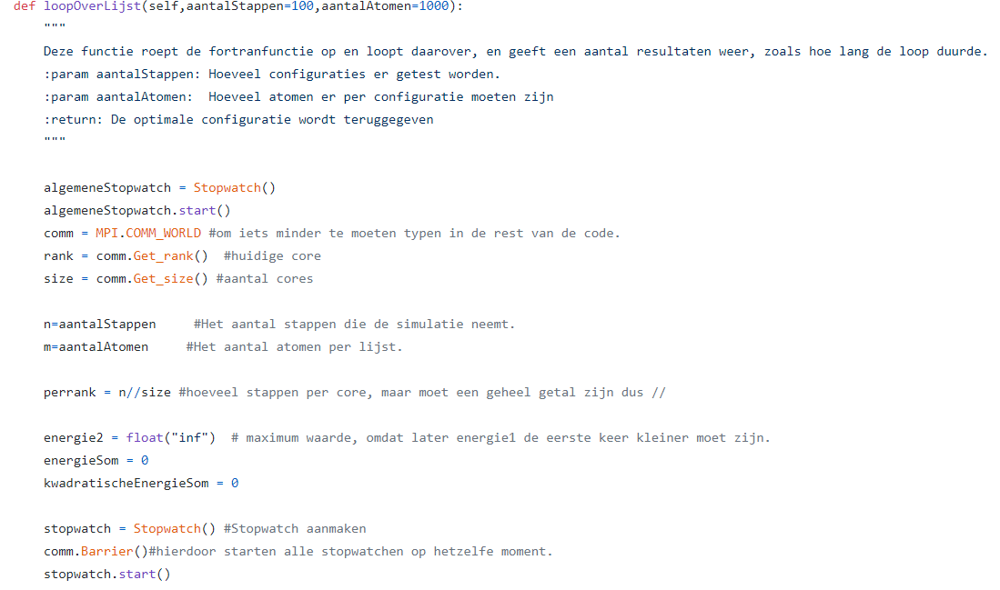 def loopOverLijst(self,aantalStappen=100,aantalAtomen=1000):
"""
Deze functie roept de fortranfunctie op en loopt daarover, en geeft een aantal resultaten weer, zoals hoe lang de loop duurde.
:param aantalStappen: Hoeveel configuraties er getest worden.
:param aantalAtomen:  Hoeveel atomen er per configuratie moeten zijn
:return: De optimale configuratie wordt teruggegeven
"""
algemeneStopwatch = Stopwatch()
algemeneStopwatch.start()
comm = MPI.COMM_WORLD #om iets minder te moeten typen in de rest van de code.
rank = comm.Get_rank()  #huidige core
size = comm.Get_size() #aantal cores
n=aantalStappen     #Het aantal stappen die de simulatie neemt.
m=aantalAtomen     #Het aantal atomen per lijst.
perrank = n//size #hoeveel stappen per core, maar moet een geheel getal zijn dus //
energie2 = float("inf")  # maximum waarde, omdat later energie1 de eerste keer kleiner moet zijn.
energieSom = 0
kwadratischeEnergieSom = 0
stopwatch = Stopwatch() #Stopwatch aanmaken
comm.Barrier()#hierdoor starten alle stopwatchen op hetzelfe moment.
stopwatch.start()